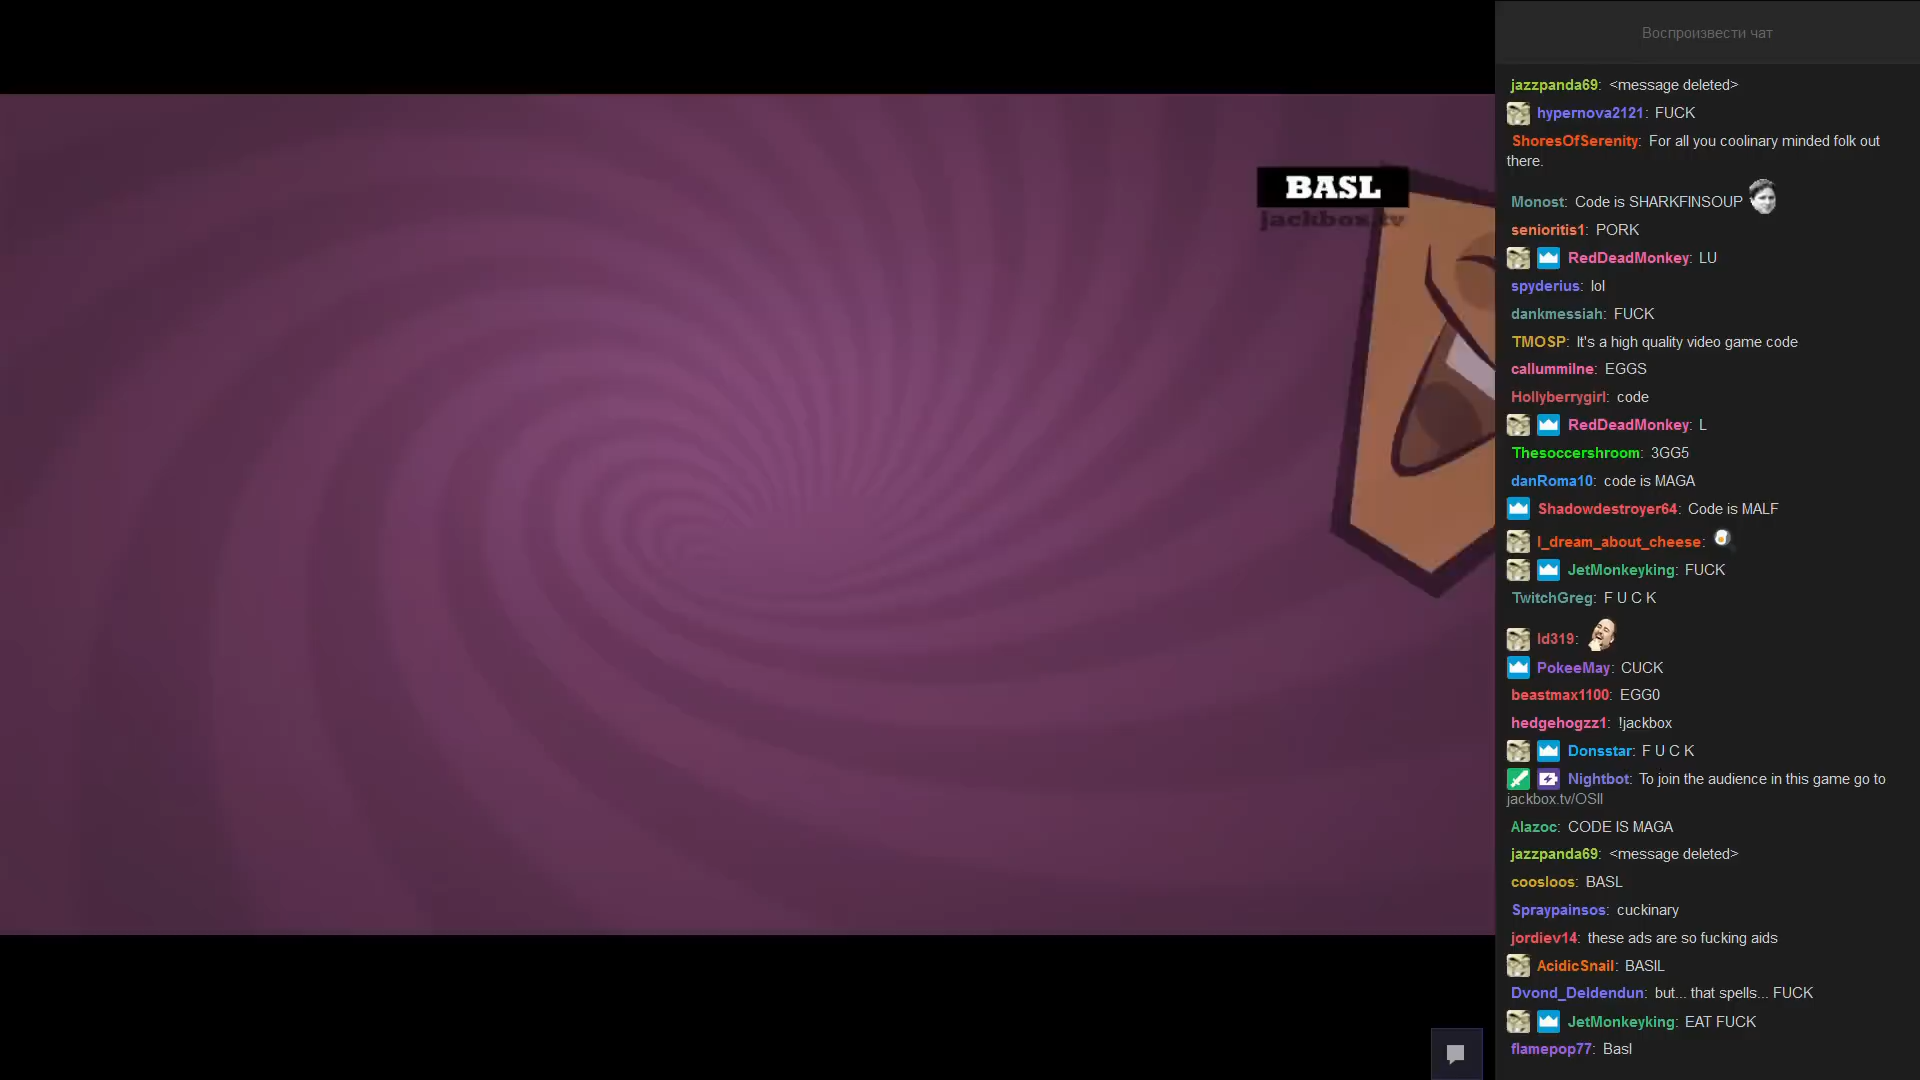 BASL
jackbox.tv
Воспроизвести чат
jazzpanda69: <message deleted>
hypernova2121: FUCK
ShoresOfSerenity: For all you coolinary minded folk out
there.
Monost: Code is SHARKFINSOUP
senioritis1: PORK
RedDeadMonkey: LU
spyderius: lol
dankmessiah: FUCK
TMOSP: It's a high quality video game code
callummilne: EGGS
Hollyberrygirl: code
RedDeadMonkey: L
Thesoccershroom: 3GG5
danRoma10: code is MAGA
Shadowdestroyer64: Code is MALF
I_dream_about_cheese:
JetMonkeyking: FUCK
TwitchGreg: F U C K
ld319:
PokeeMay: CUCK
beastmax1100: EGG0
hedgehogzz1: !jackbox
Donsstar: F U C K
Nightbot: To join the audience in this game go to
jackbox.tv/OSII
Alazoc: CODE IS MAGA
jazzpanda69: <message deleted>
coosloos: BASL
Spraypainsos: cuckinary
jordiev14: these ads are so fucking aids
AcidicSnail: BASIL
Dvond_Deldendun: but... that spells... FUCK
JetMonkeyking: EAT FUCK
flamepop77: Basl